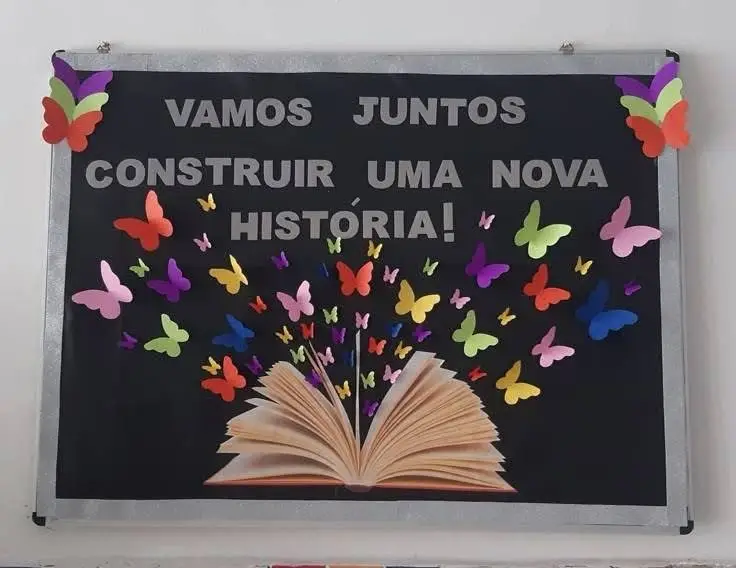 VAMOS JUNTOS
CONSTRUIR UMA NOVA
HISTÓRIA!